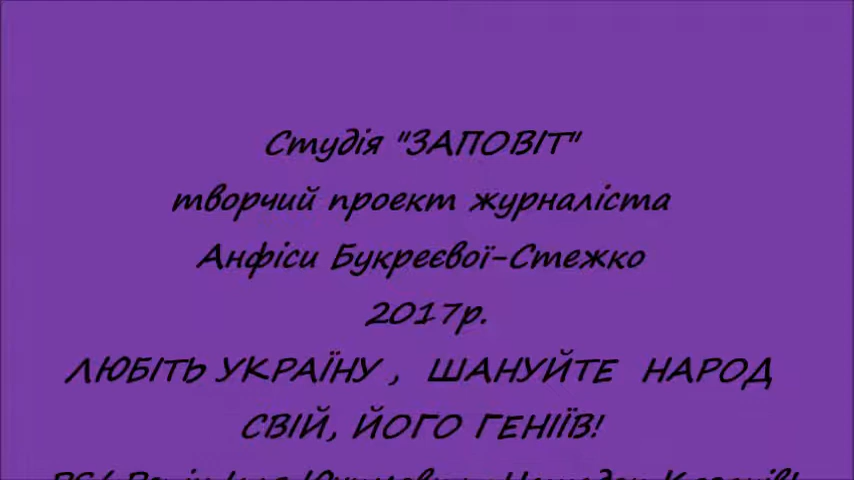 Студія "ЗАПОВІТ"
творчий проект журналіста
Анфіси Букреєвої-Стежко
2017р.
ЛЮБІТЬ УКРАЇНУ , ШАНУЙТЕ НАРОД
СВІЙ, ЙОГО ГЕНІЇВ!